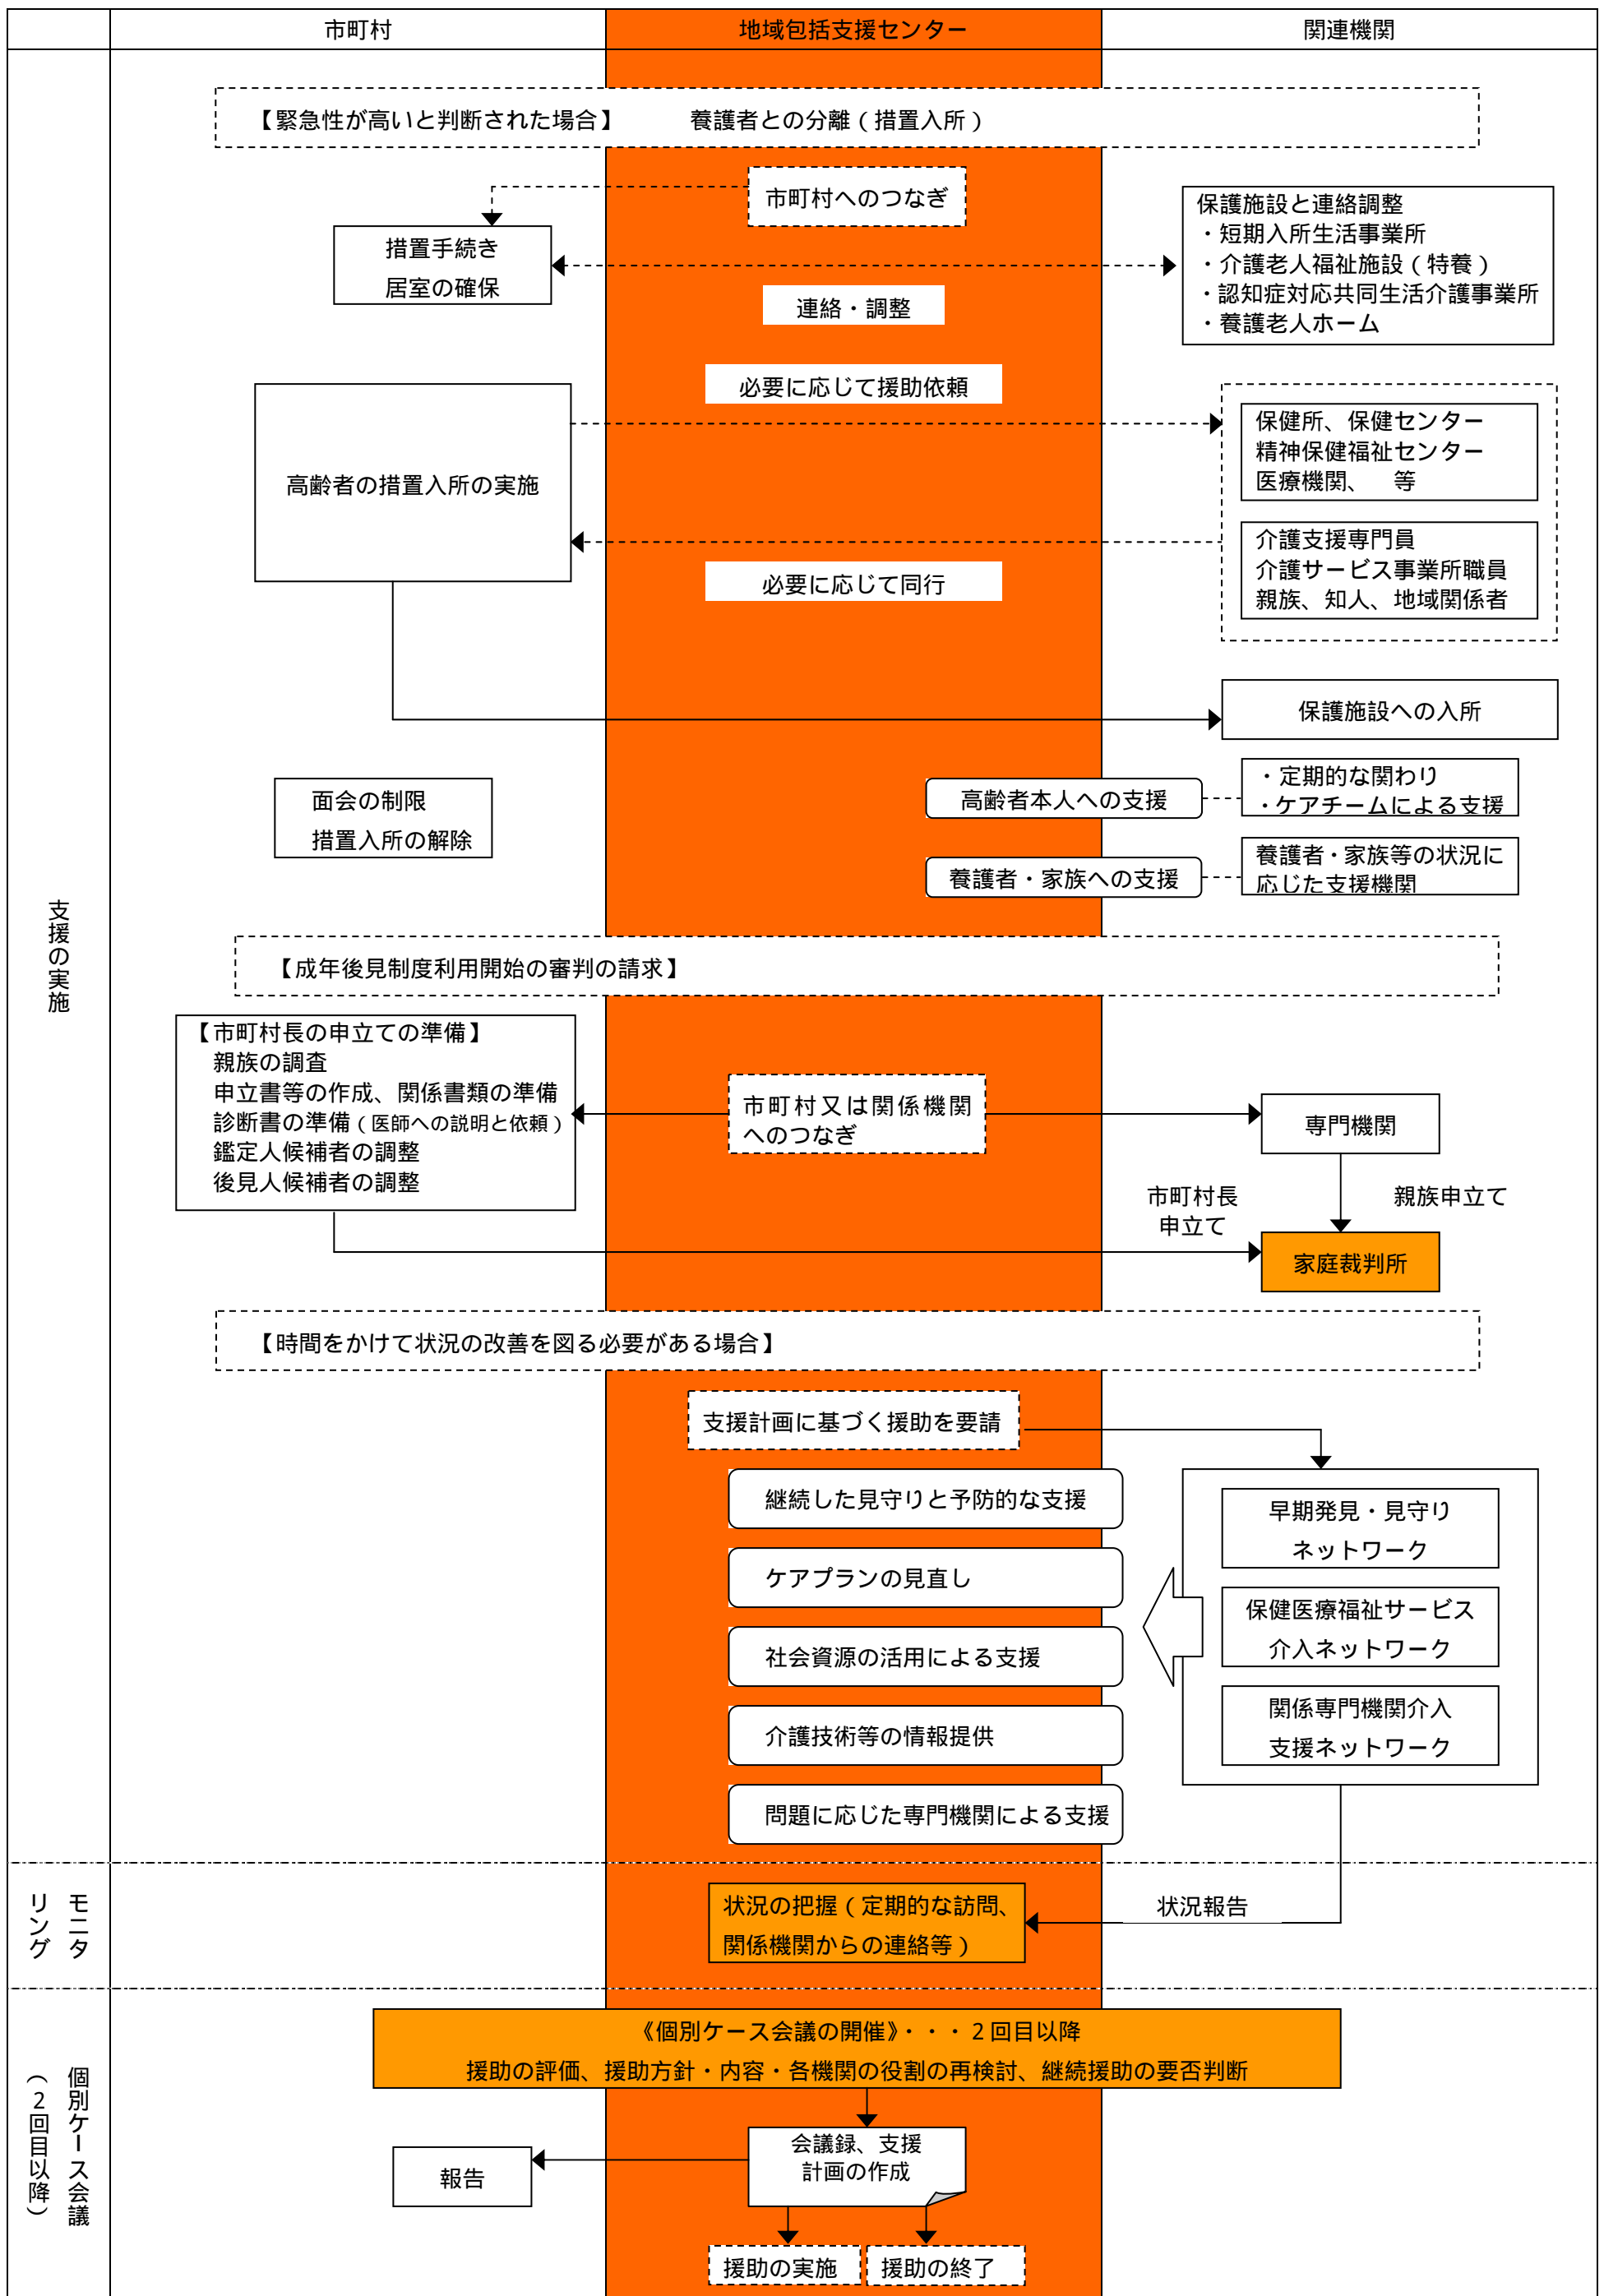 市町村
地域包括支援センター
関連機関
支援の実施
【緊急性が高いと判断された場合】　養護者との分離（措置入所）
市町村へのつなぎ
措置手続き
居室の確保
連絡・調整
保護施設と連絡調整
・短期入所生活事業所
・介護老人福祉施設（特養）
・認知症対応共同生活介護事業所
・養護老人ホーム
必要に応じて援助依頼
高齢者の措置入所の実施
保健所、保健センター
精神保健福祉センター
医療機関、　等
介護支援専門員
介護サービス事業所職員
親族、知人、地域関係者
必要に応じて同行
保護施設への入所
面会の制限
措置入所の解除
高齢者本人への支援
・定期的な関わり
・ケアチームによる支援
養護者・家族への支援
養護者・家族等の状況に
応じた支援機関
【成年後見制度利用開始の審判の請求】
【市町村長の申立ての準備】
親族の調査
申立書等の作成、関係書類の準備
診断書の準備（医師への説明と依頼）
鑑定人候補者の調整
後見人候補者の調整
市町村又は関係機関
へのつなぎ
専門機関
市町村長
申立て
親族申立て
家庭裁判所
【時間をかけて状況の改善を図る必要がある場合】
支援計画に基づく援助を要請
継続した見守りと予防的な支援
ケアプランの見直し
社会資源の活用による支援
介護技術等の情報提供
問題に応じた専門機関による支援
早期発見・見守り
ネットワーク
保健医療福祉サービス
介入ネットワーク
関係専門機関介入
支援ネットワーク
モニタ
リング
状況の把握（定期的な訪問、
関係機関からの連絡等）
状況報告
個別ケース会議
（2回目以降）
《個別ケース会議の開催》・・・2回目以降
援助の評価、援助方針・内容・各機関の役割の再検討、継続援助の要否判断
会議録、支援
計画の作成
報告
援助の実施
援助の終了